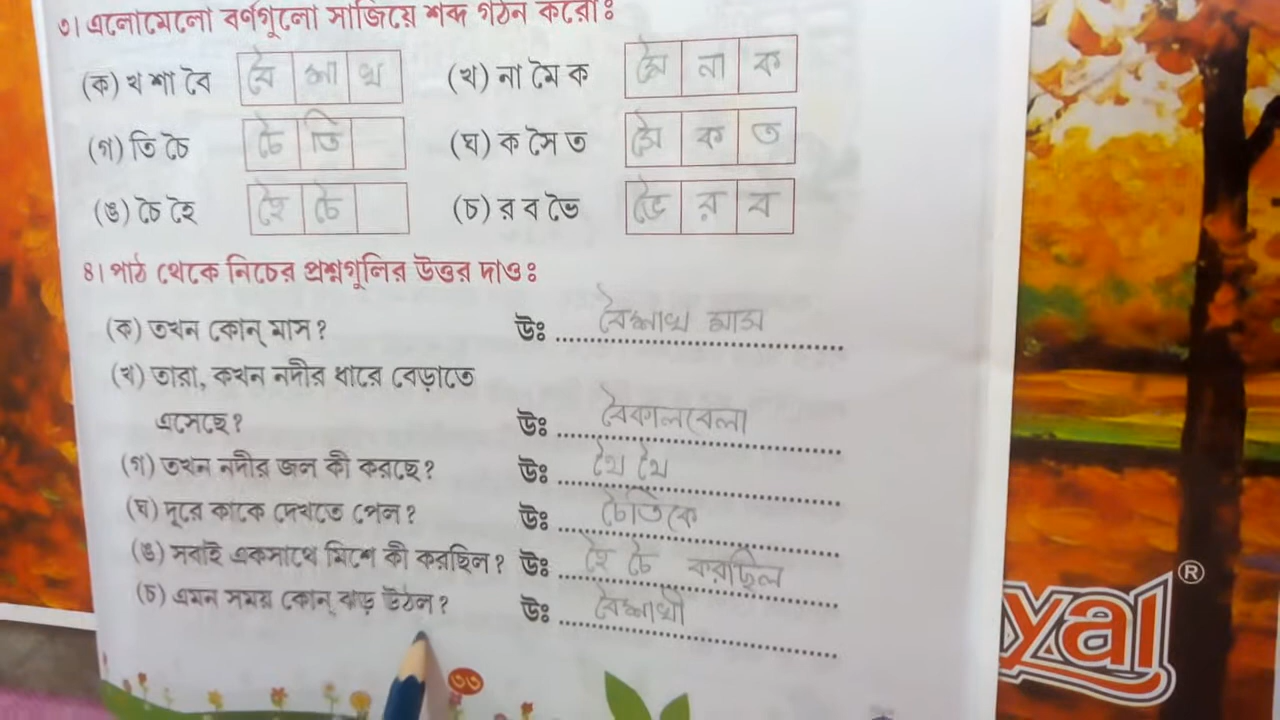 ৩। এলোমেলো বর্ণগুলো সাজিয়ে শব্দ গঠন করো ঃ
(ক) খ শা বৈ বৈ শা খ (খ) না মৈ ক মৈ না ক
(গ) তি চৈ চৈ তি (ঘ) ক সৈ ত সৈ ক ত
(ঙ) চৈ হৈ হৈ চৈ (চ) র ব ভৈ ভৈ র ব
৪। পাঠ থেকে নিচের প্রশ্নগুলির উত্তর দাও ঃ
(ক) তখন কোন্ মাস ? উঃ বৈশাখ মাস
(খ) তারা, কখন নদীর ধারে বেড়াতে
এসেছে ? উঃ বৈকালবেলা
(গ) তখন নদীর জল কী করছে ? উঃ থৈ থৈ
(ঘ) দূরে কাকে দেখতে পেল ? উঃ চৈতিকে
(ঙ) সবাই একসাথে মিশে কী করছিল ? উঃ হৈ চৈ করছিল
(চ) এমন সময় কোন্ ঝড় উঠল ? উঃ বৈশাখী
৩৩
yal ®